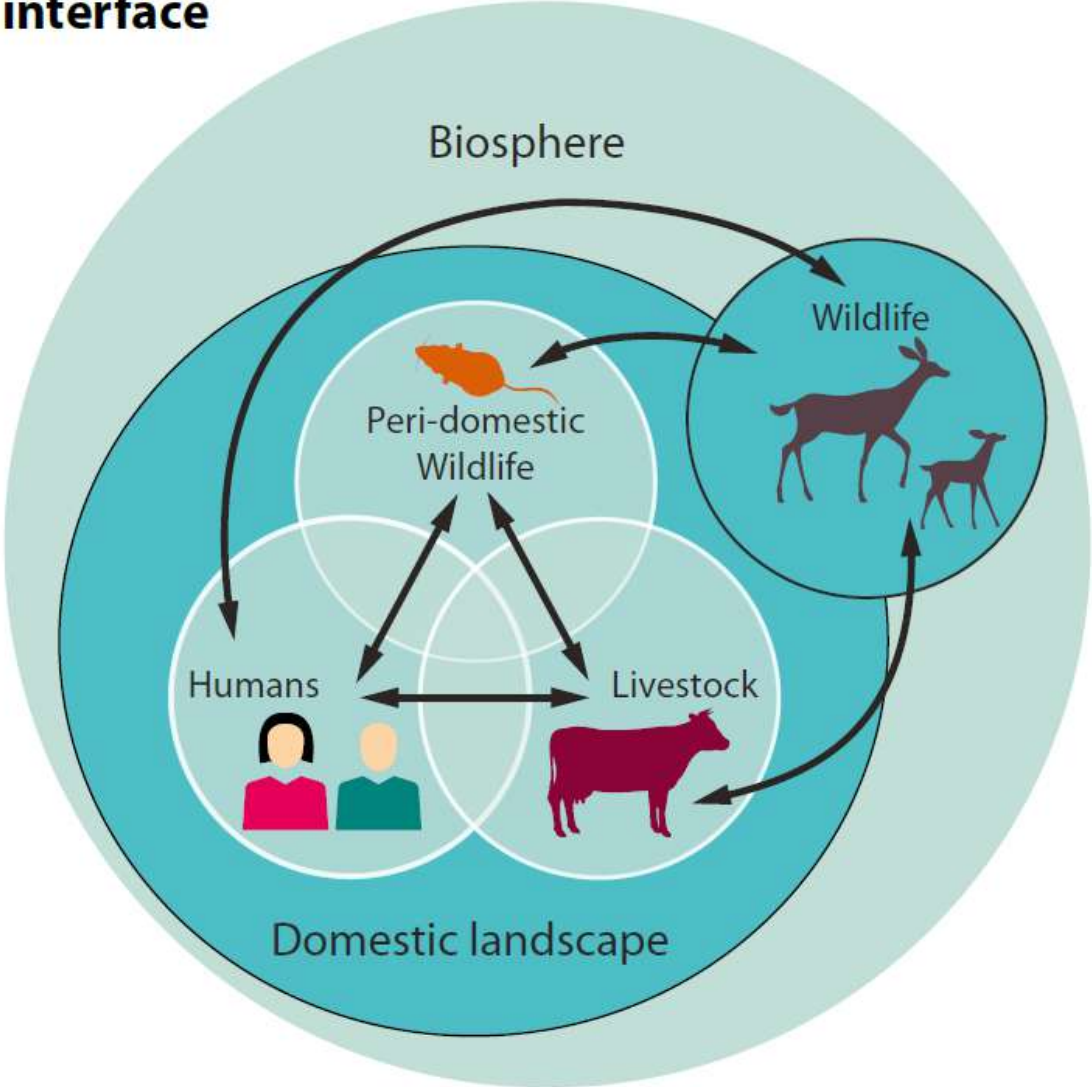 interface
Biosphere
Wildlife
Peri-domestic
Wildlife
Humans
Livestock
Domestic landscape